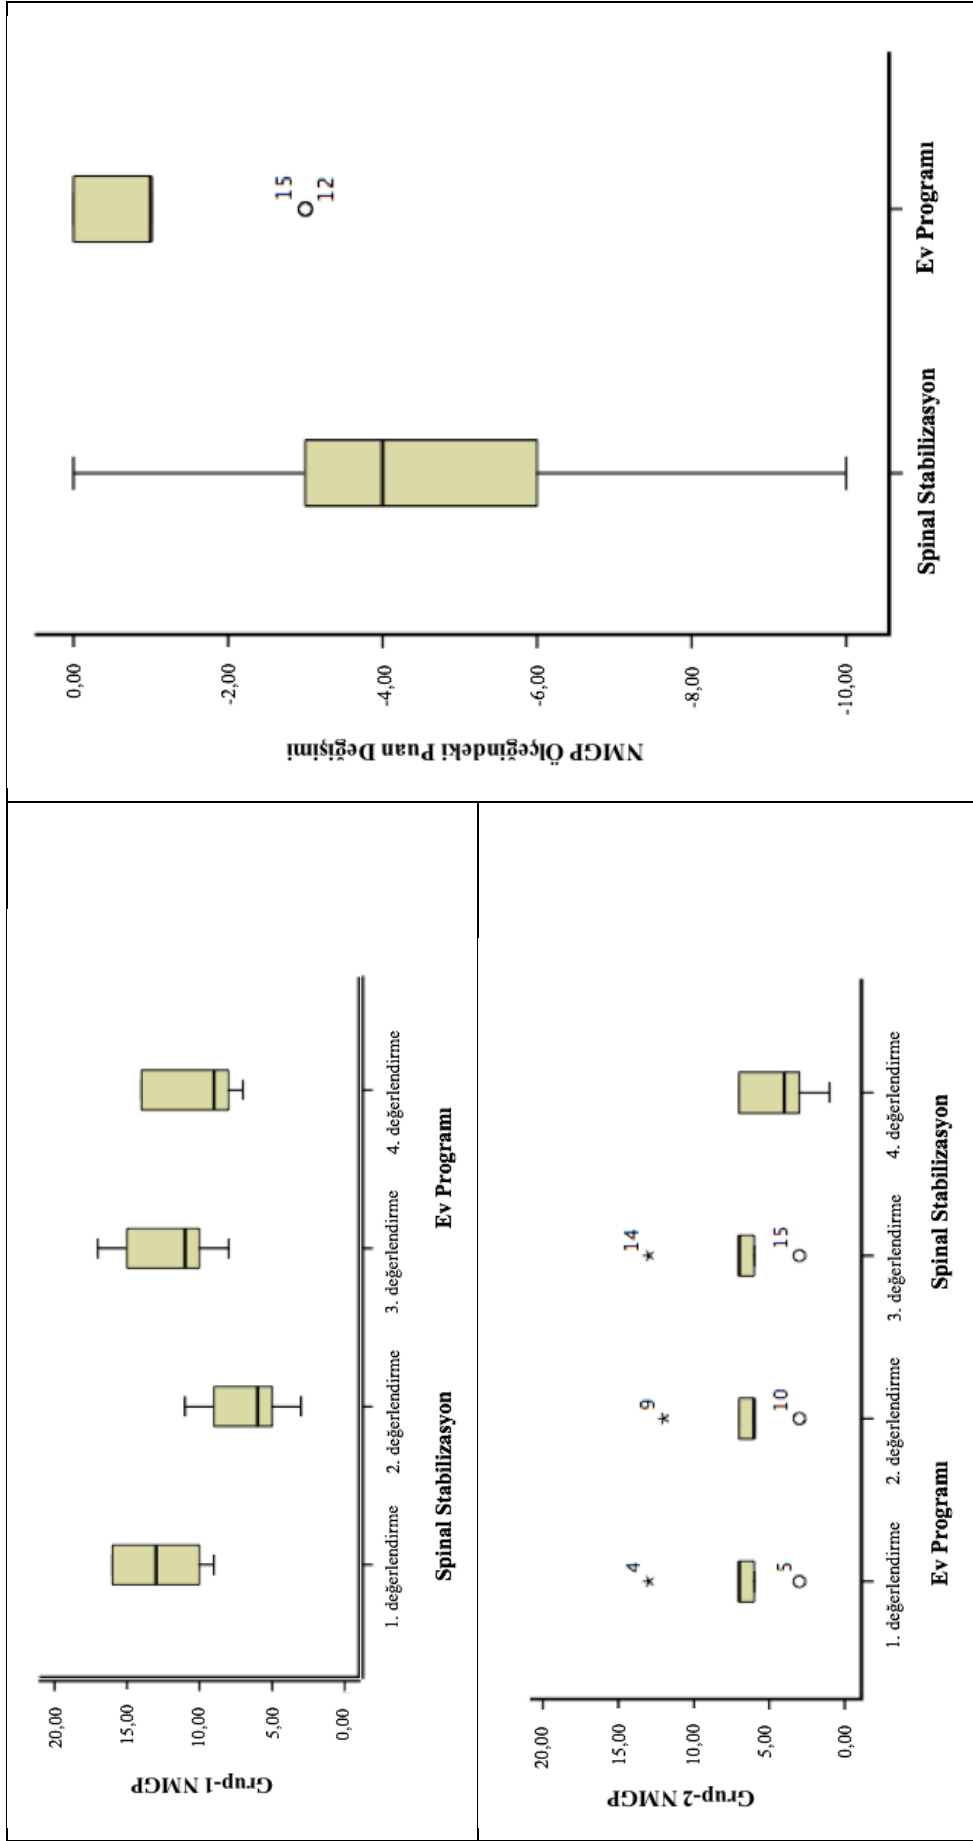 Grup-1 NMGP
20,00
15,00
10,00
5,00
0,00
1. değerlendirme
2. değerlendirme
3. değerlendirme
4. değerlendirme
Spinal Stabilizasyon
Ev Programı
Grup-2 NMGP
20,00
15,00
10,00
5,00
0,00
4
5
9
10
14
15
1. değerlendirme
2. değerlendirme
3. değerlendirme
4. değerlendirme
Ev Programı
Spinal Stabilizasyon
NMGP Ölçeğindeki Puan Değişimi
0,00
-2,00
-4,00
-6,00
-8,00
-10,00
15
12
Spinal Stabilizasyon
Ev Programı